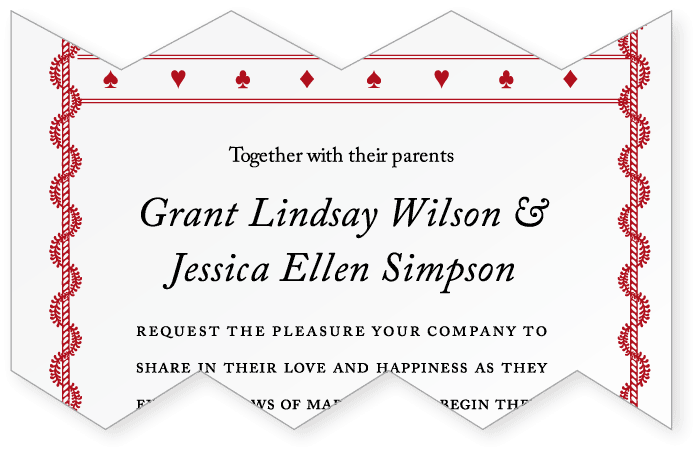 Together with their parents
Grant Lindsay Wilson &
Jessica Ellen Simpson
REQUEST THE PLEASURE YOUR COMPANY TO
SHARE IN THEIR LOVE AND HAPPINESS AS THEY
OF BEGIN